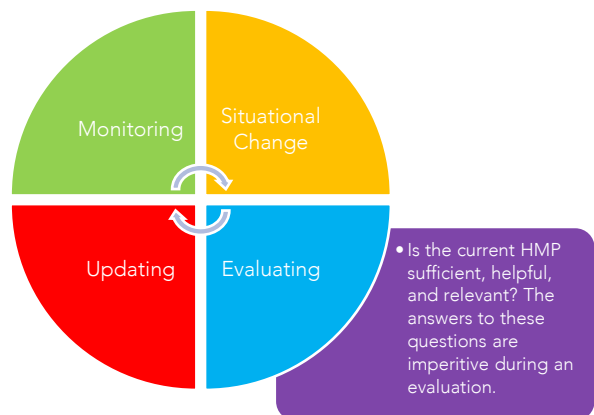 Monitoring
Situational
Change
Updating
Evaluating
• Is the current HMP
sufficient, helpful,
and relevant? The
answers to these
questions are
imperitive during an
evaluation.